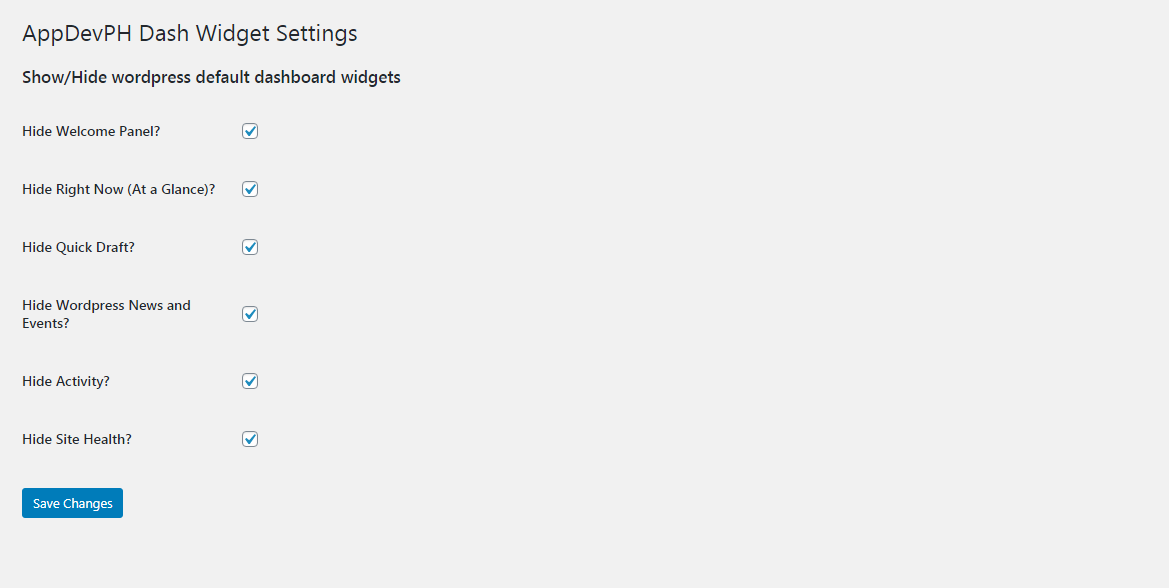 AppDevPH Dash Widget Settings
Show/Hide wordpress default dashboard widgets
Hide Welcome Panel?
Hide Right Now (At a Glance)?
Hide Quick Draft?
Hide Wordpress News and
Events?
Hide Activity?
Hide Site Health?
Save Changes